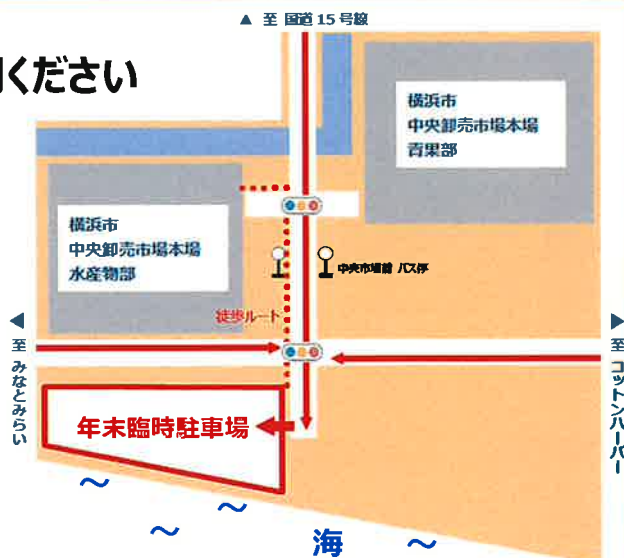 ▲ 至 国道15号線
用ください
横浜市
中央卸売市場本場
青果部
横浜市
中央卸売市場本場
水産物部
中央市場前 バス停
徒歩ルート
◀至 みなとみらい
▶至 コットンハーバー
年末臨時駐車場
海